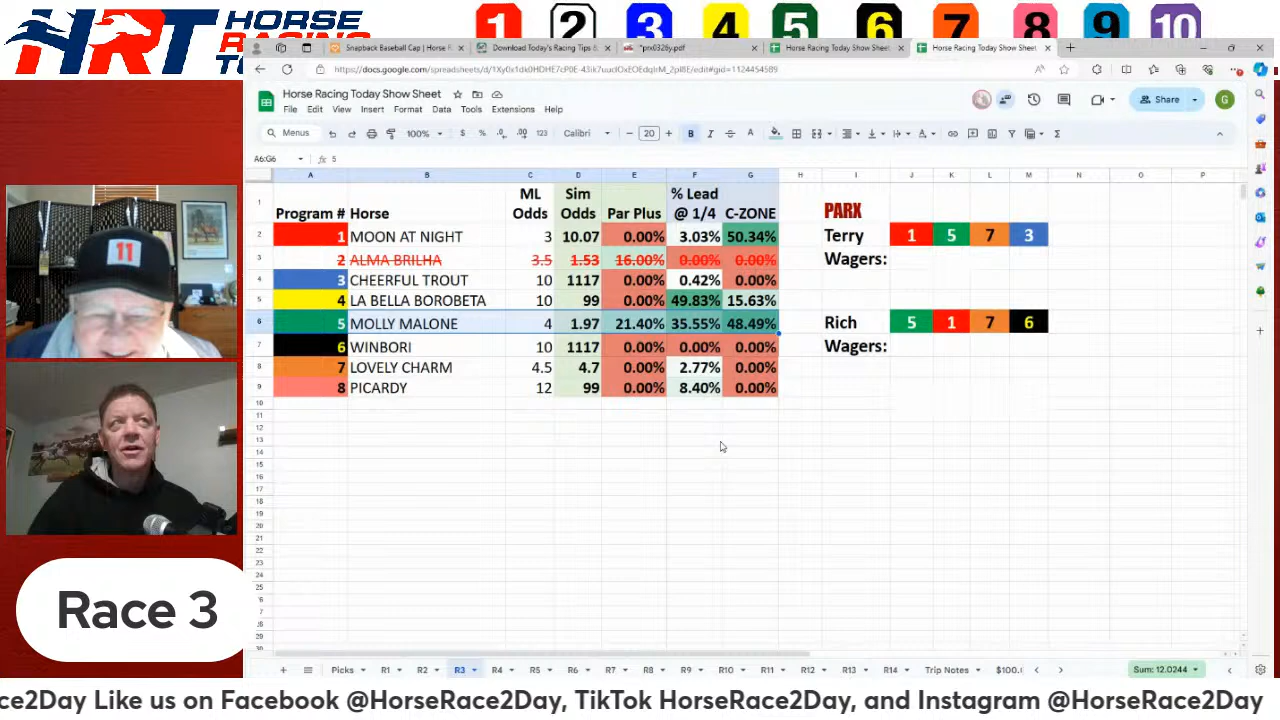 HRT HORSE
1 2 3 4 5 6 7 8 9 10
Snapback Baseball Cap | Horse R
Download Today's Racing Tips &
*prx0326y.pdf
Horse Racing Today Show Sheet
Horse Racing Today Show Sheet
Horse Racing Today Show Sheet
File Edit View Insert Format Data Tools Extensions Help
Share
G
Menus 100% $ % .0 .00 123 Calibri 20 B I A
A6:G6 fx 5
A B C D E F G H I J K L M N O P Q R
Program # Horse ML Odds Sim Odds Par Plus % Lead @ 1/4 C-ZONE
1 MOON AT NIGHT 3 10.07 0.00% 3.03% 50.34%
2 ALMA BRILHA 3.5 1.53 16.00% 0.00% 0.00%
3 CHEERFUL TROUT 10 1117 0.00% 0.42% 0.00%
4 LA BELLA BOROBETA 10 99 0.00% 49.83% 15.63%
5 MOLLY MALONE 4 1.97 21.40% 35.55% 48.49%
6 WINBORI 10 1117 0.00% 0.00% 0.00%
7 LOVELY CHARM 4.5 4.7 0.00% 2.77% 0.00%
8 PICARDY 12 99 0.00% 8.40% 0.00%
PARX
Terry 1 5 7 3
Wagers:
Rich 5 1 7 6
Wagers:
11
Race 3
Picks R1 R2 R3 R4 R5 R6 R7 R8 R9 R10 R11 R12 R13 R14 Trip Notes $100.
Sum: 12.0244
ce2Day Like us on Facebook @HorseRace2Day, TikTok HorseRace2Day, and Instagram @HorseRace2Day